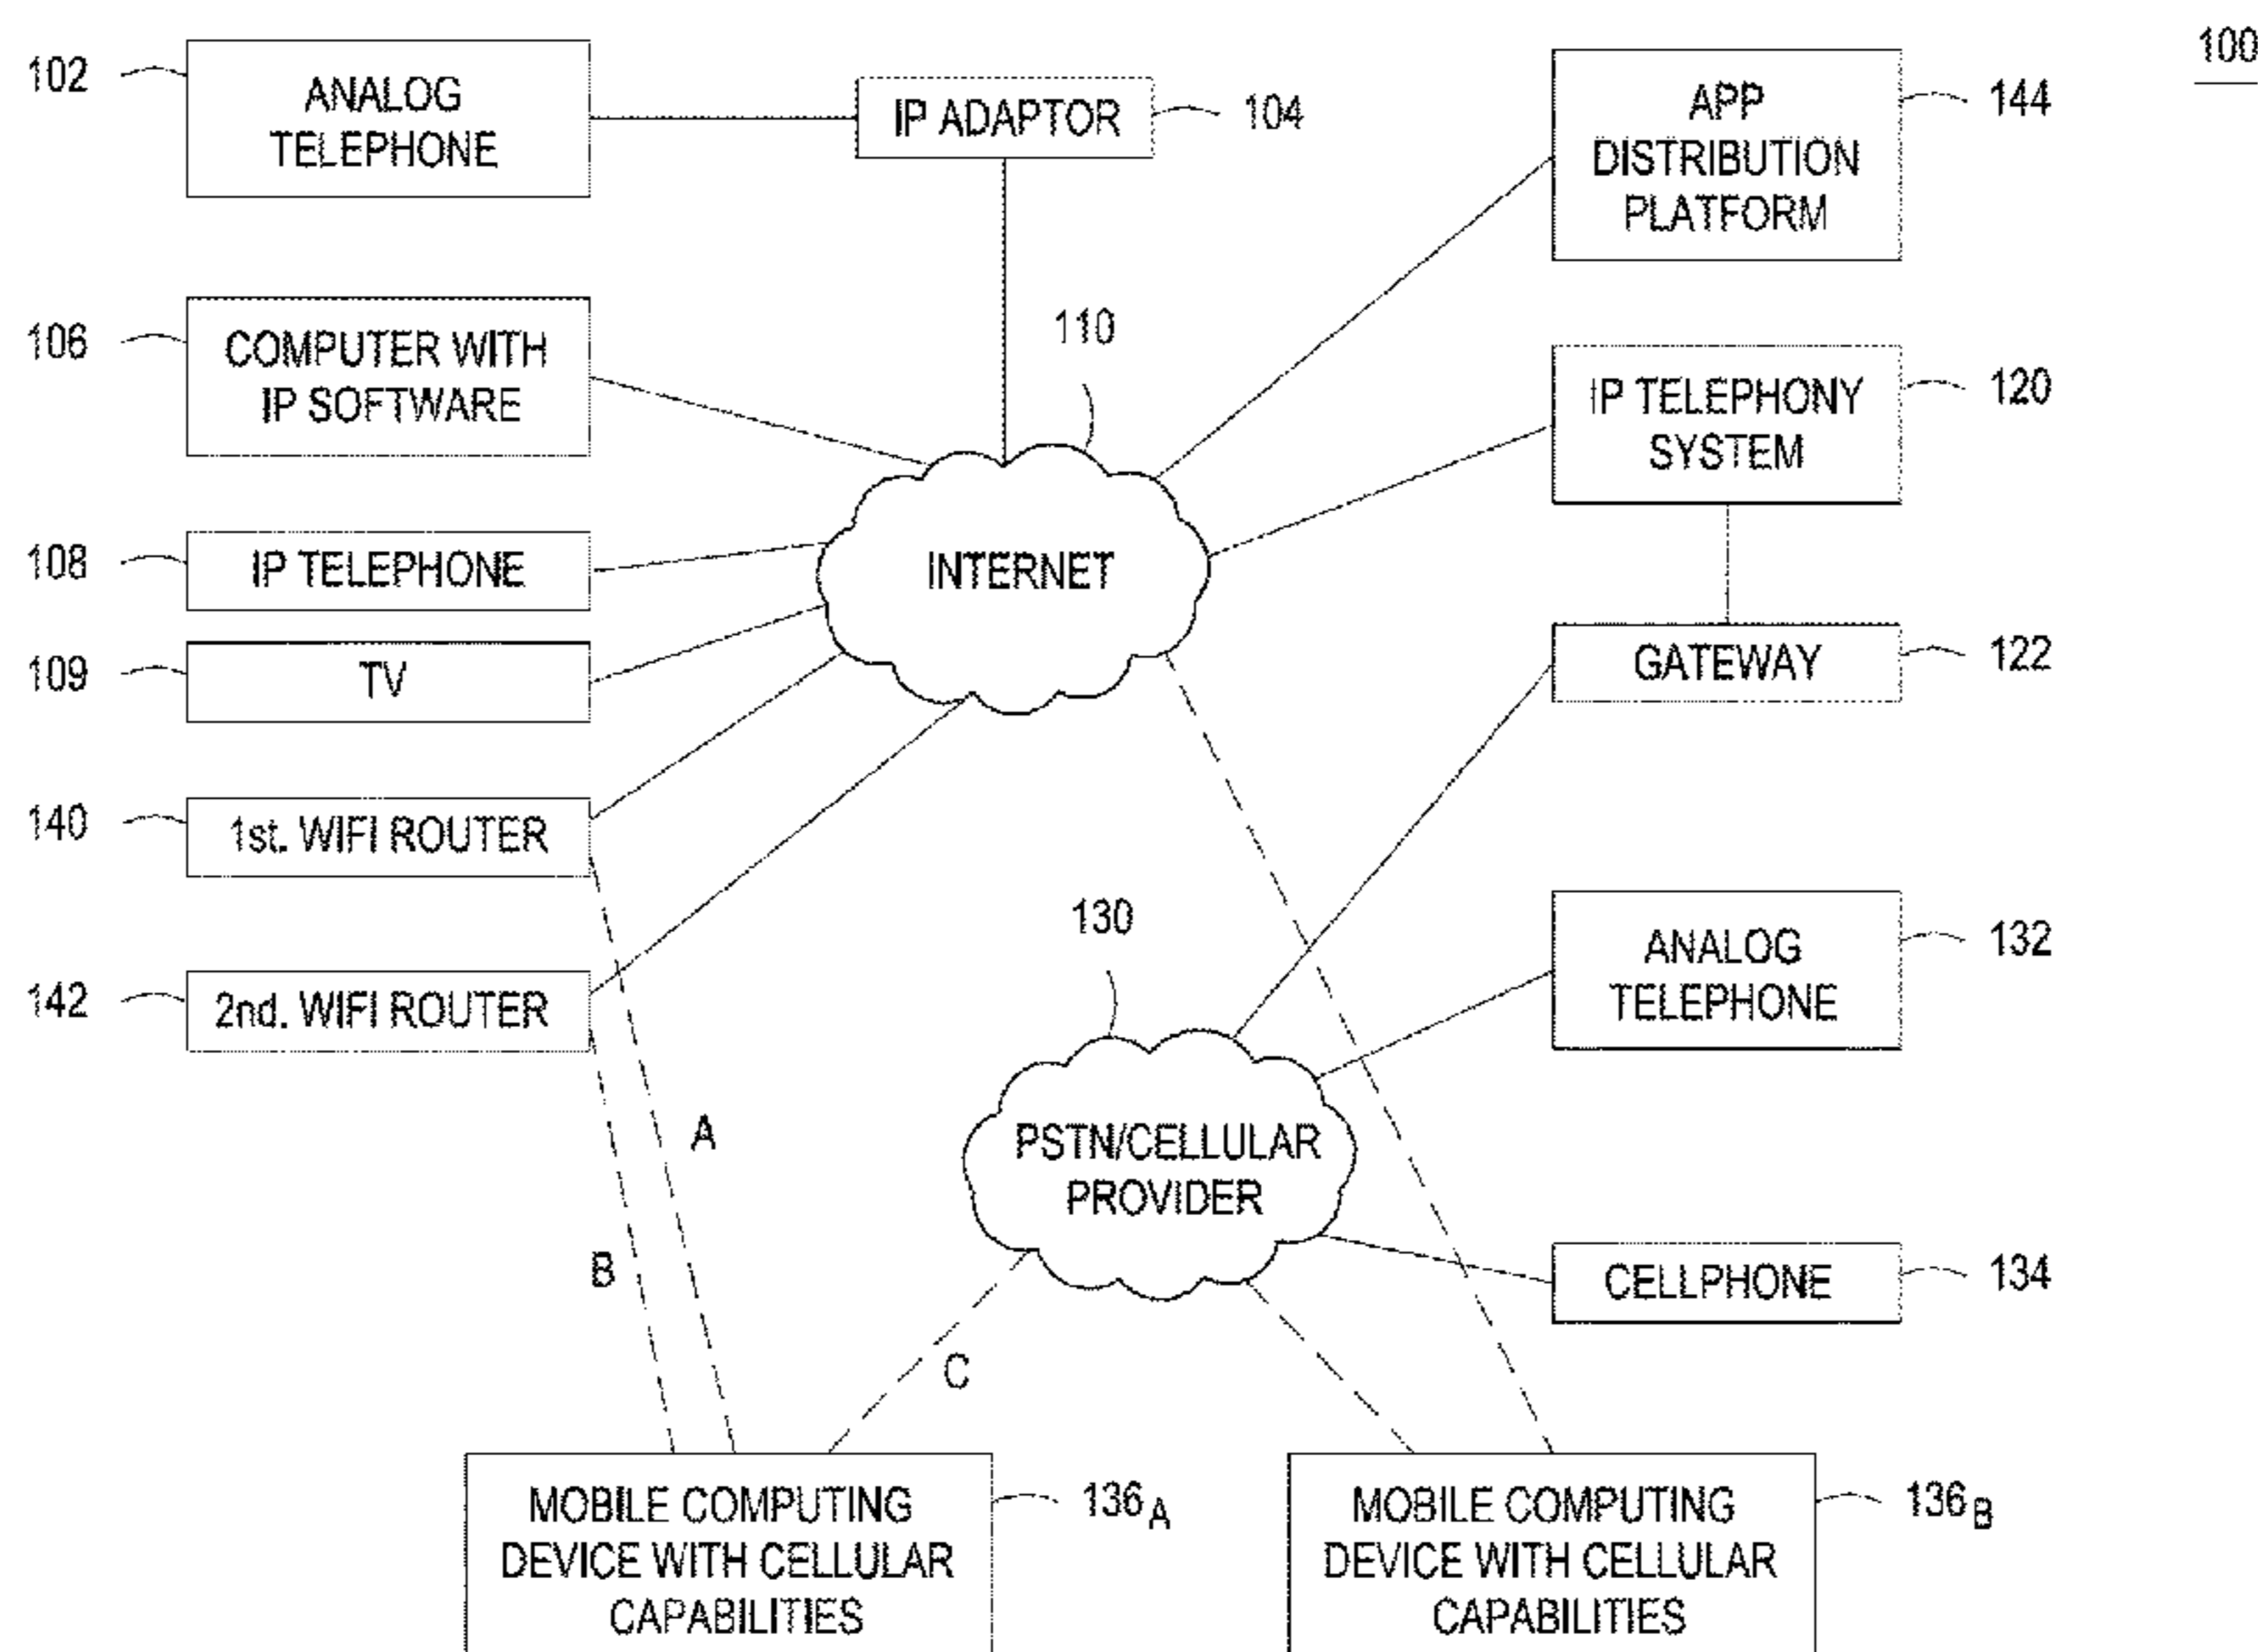 100
102
ANALOG
TELEPHONE
IP ADAPTOR
104
APP
DISTRIBUTION
PLATFORM
144
106
COMPUTER WITH
IP SOFTWARE
110
IP TELEPHONY
SYSTEM
120
108
IP TELEPHONE
INTERNET
109
TV
GATEWAY
122
140
1st. WIFI ROUTER
130
ANALOG
TELEPHONE
132
142
2nd. WIFI ROUTER
A
PSTN/CELLULAR
PROVIDER
B
CELLPHONE
134
C
MOBILE COMPUTING
DEVICE WITH CELLULAR
CAPABILITIES
136A
MOBILE COMPUTING
DEVICE WITH CELLULAR
CAPABILITIES
136B